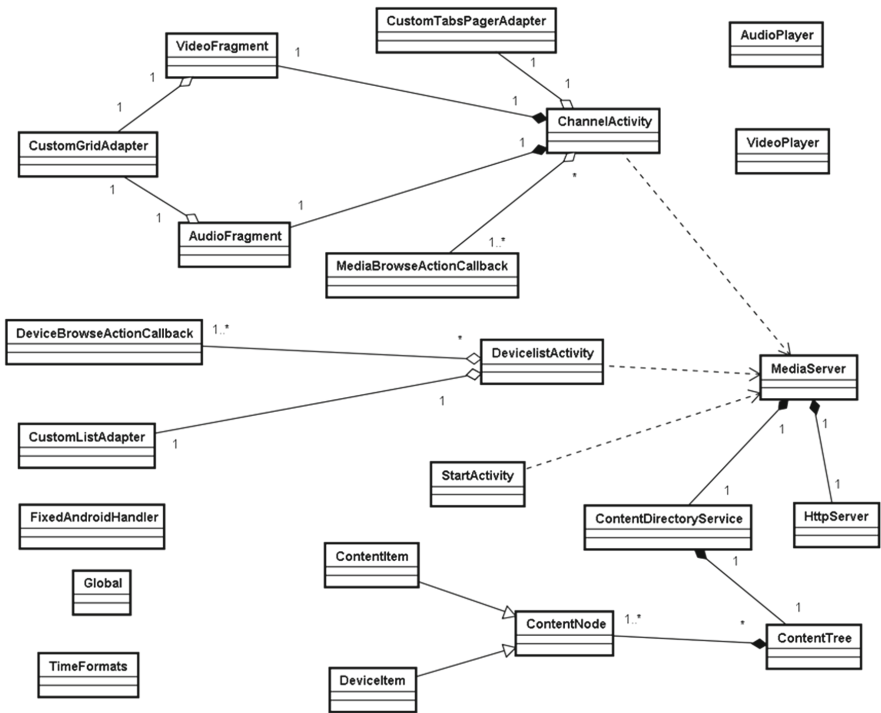 CustomTabsPagerAdapter
AudioPlayer
VideoFragment
1
1
1
1
1
1
ChannelActivity
CustomGridAdapter
VideoPlayer
1
*
1
1
1
AudioFragment
1..*
MediaBrowseActionCallback
DeviceBrowseActionCallback
1..*
*
DevicelistActivity
MediaServer
1
1
1
CustomListAdapter
1
StartActivity
1
1
FixedAndroidHandler
ContentDirectoryService
HttpServer
ContentItem
1
Global
1
ContentNode
1..*
*
ContentTree
TimeFormats
DeviceItem